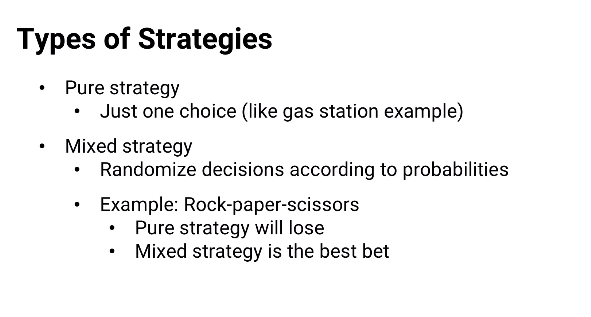 Types of Strategies
• Pure strategy
• Just one choice (like gas station example)
• Mixed strategy
• Randomize decisions according to probabilities
• Example: Rock-paper-scissors
• Pure strategy will lose
• Mixed strategy is the best bet